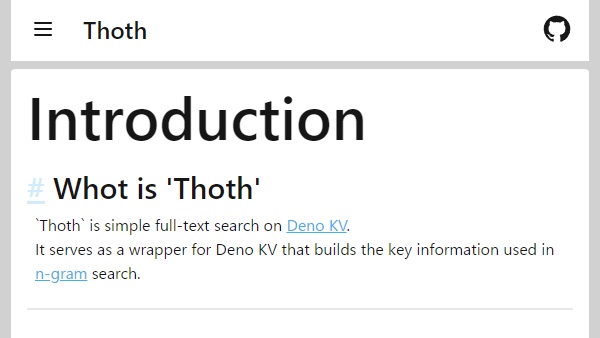 Thoth
Introduction
# Whot is 'Thoth'
`Thoth` is simple full-text search on Deno KV.
It serves as a wrapper for Deno KV that builds the key information used in
n-gram search.